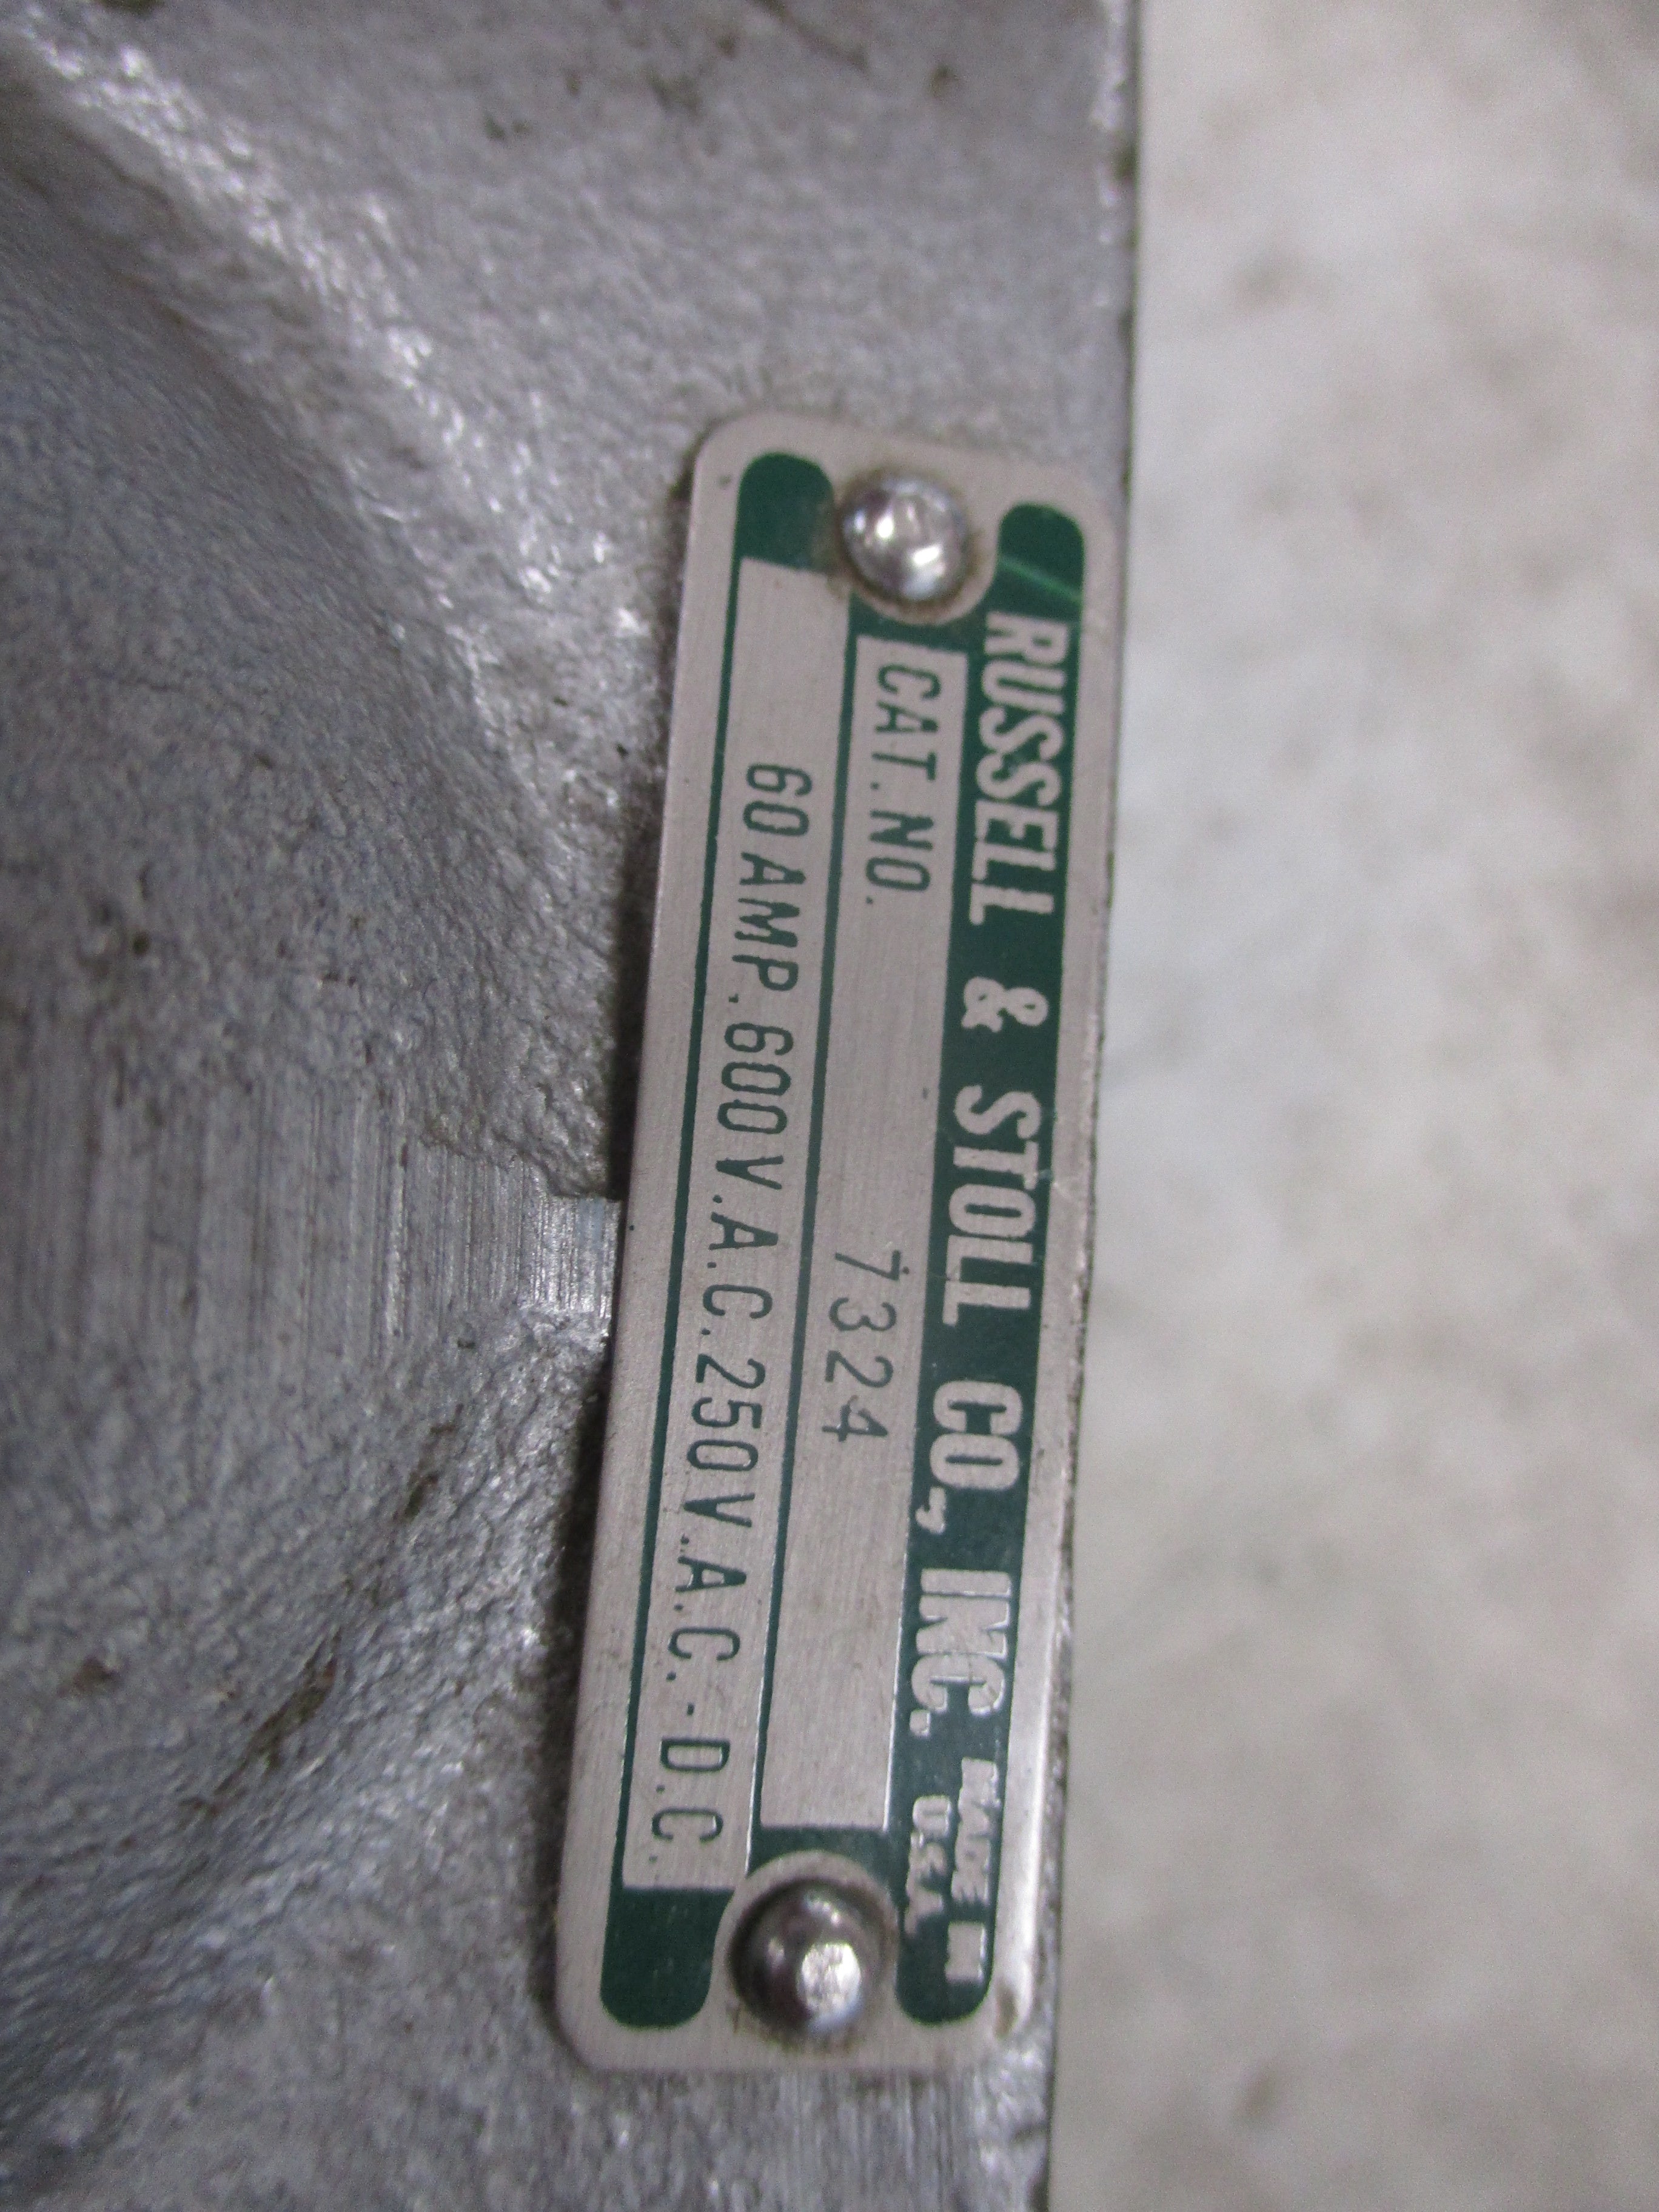 RUSSELL & STOLL CO., INC. MADE IN U.S.A.
CAT. NO. 7324
60 AMP. 600 V.A.C. 250 V.A.C.-D.C.